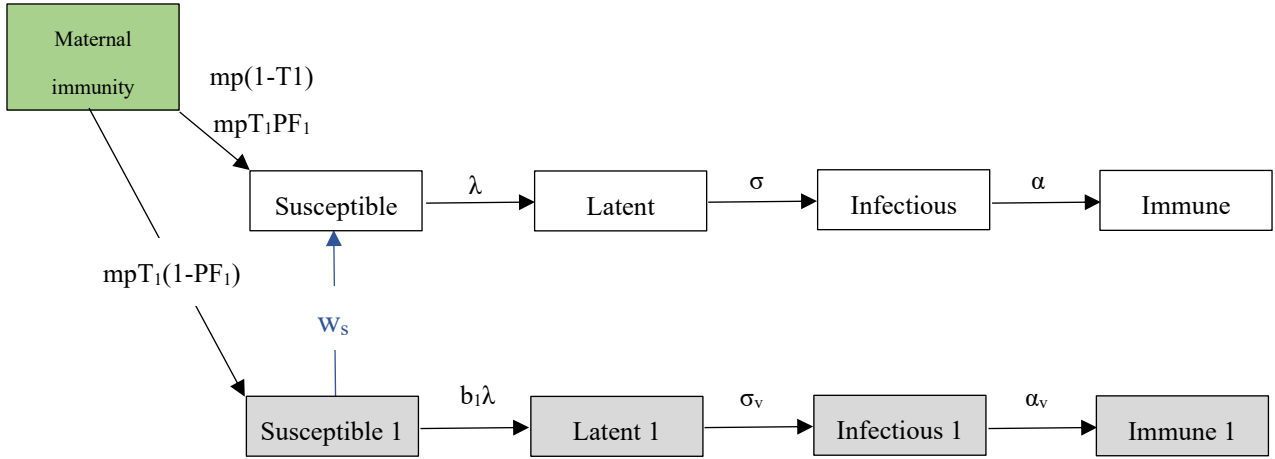 Maternal
immunity
mp(1-T1)
mpT₁PF₁
λ
σ
α
Susceptible
Latent
Infectious
Immune
mpT₁(1-PF₁)
wₛ
b₁λ
σᵥ
αᵥ
Susceptible 1
Latent 1
Infectious 1
Immune 1